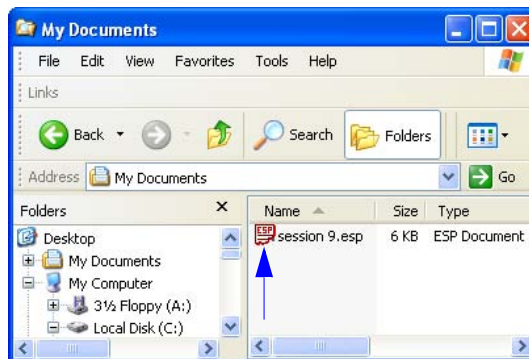 My Documents
File Edit View Favorites Tools Help
Links
Back Search Folders
Address My Documents Go
Folders
Desktop
My Documents
My Computer
3½ Floppy (A:)
Local Disk (C:)
Name Size Type
ESP session 9.esp 6 KB ESP Document